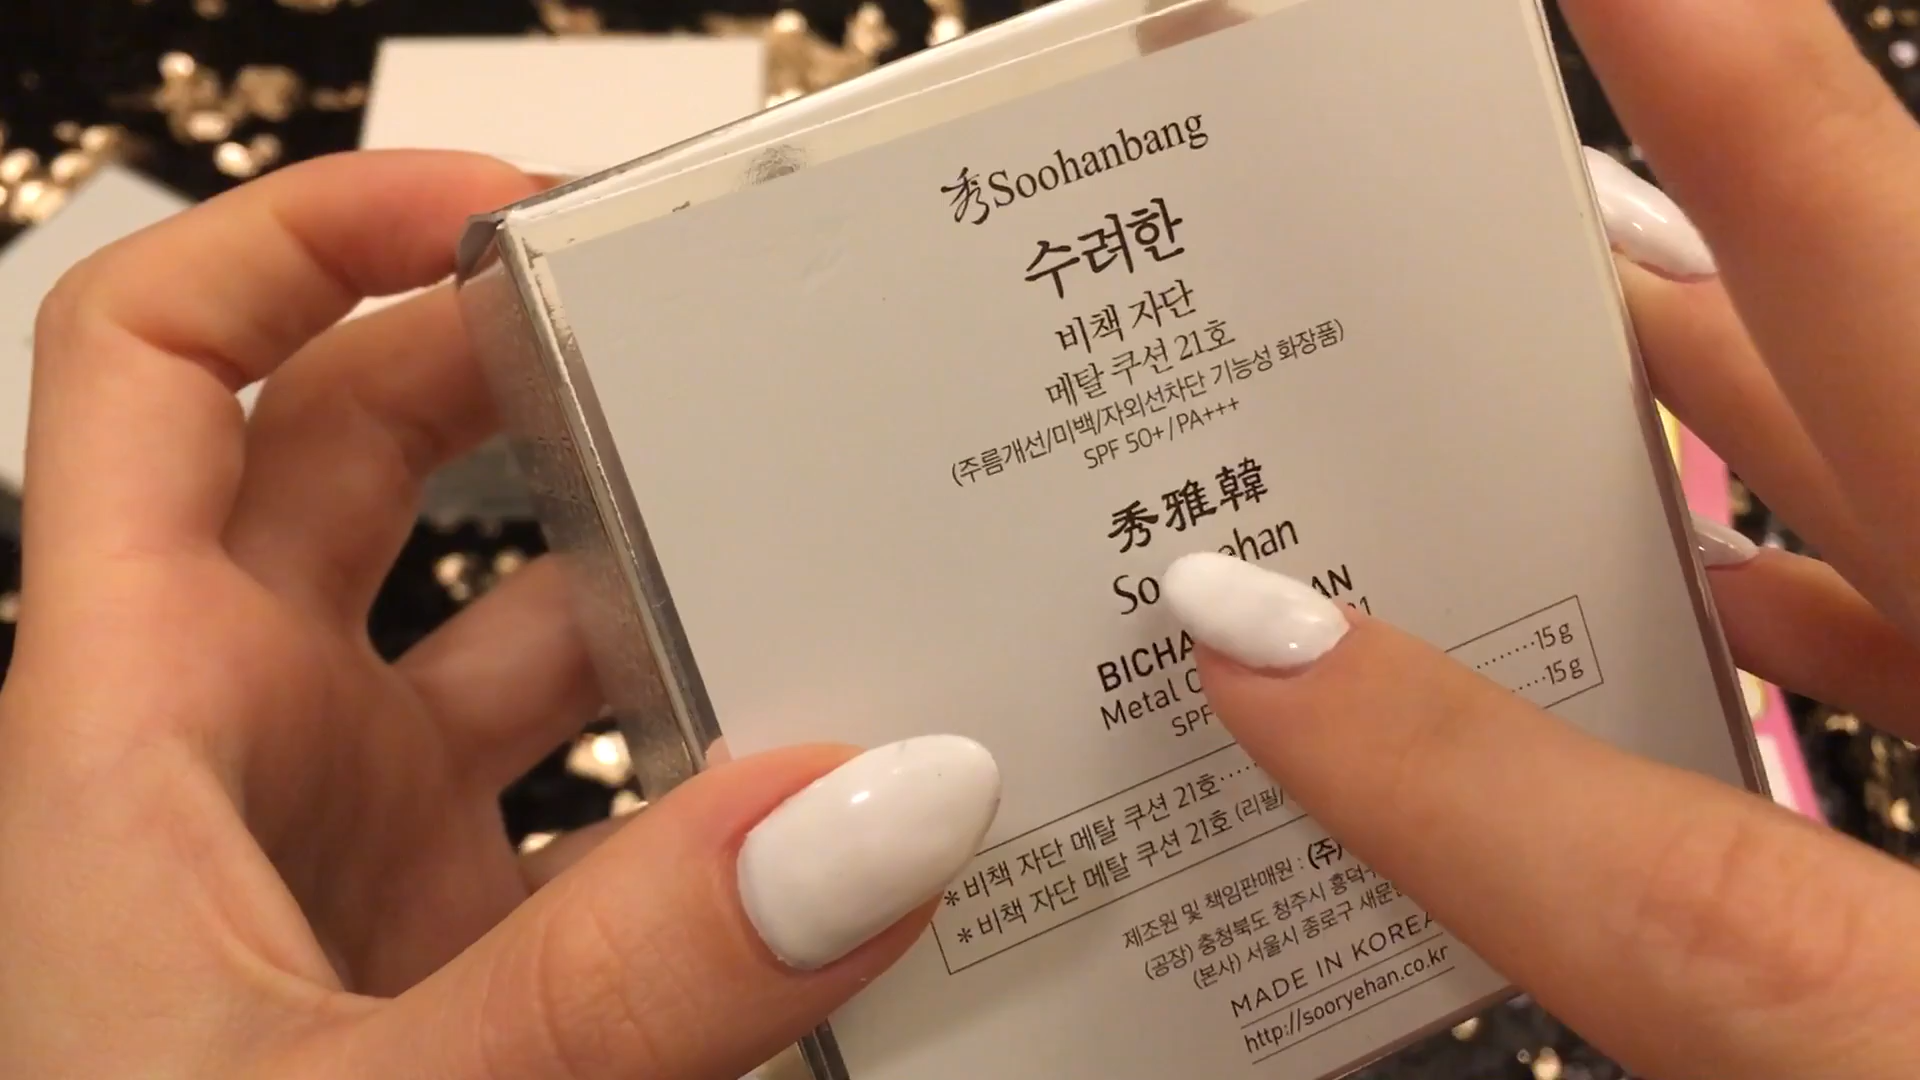 秀Soohanbang
수려한
비책 자단
메탈 쿠션 21호
(주름개선/미백/자외선차단 기능성 화장품)
SPF 50+/PA+++
秀雅韓
So ehan
BICHA AN
Metal C 21
SPF
* 비책 자단 메탈 쿠션 21호 15g
* 비책 자단 메탈 쿠션 21호 (리필/ 15g
제조원 및 책임판매원 : (주)
(공장) 충청북도 청주시 흥덕구
(본사) 서울시 종로구 새문
MADE IN KOREA
http://sooryehan.co.kr